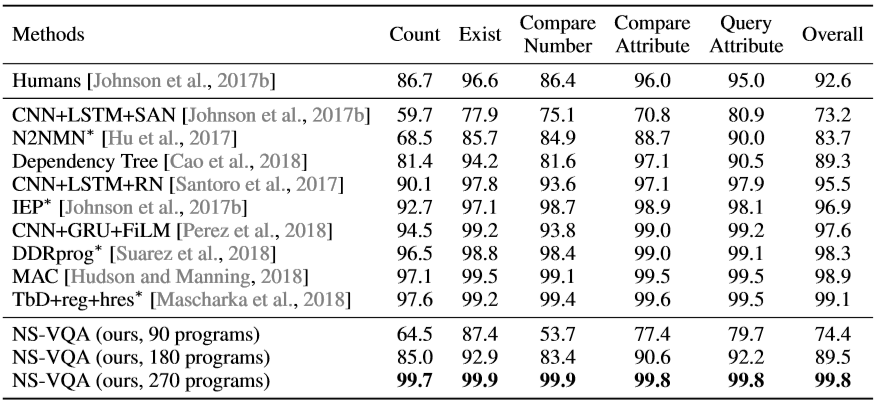 Methods Count Exist Compare Number Compare Attribute Query Attribute Overall
Humans [Johnson et al., 2017b] 86.7 96.6 86.4 96.0 95.0 92.6
CNN+LSTM+SAN [Johnson et al., 2017b] 59.7 77.9 75.1 70.8 80.9 73.2
N2NMN* [Hu et al., 2017] 68.5 85.7 84.9 88.7 90.0 83.7
Dependency Tree [Cao et al., 2018] 81.4 94.2 81.6 97.1 90.5 89.3
CNN+LSTM+RN [Santoro et al., 2017] 90.1 97.8 93.6 97.1 97.9 95.5
IEP* [Johnson et al., 2017b] 92.7 97.1 98.7 98.9 98.1 96.9
CNN+GRU+FiLM [Perez et al., 2018] 94.5 99.2 93.8 99.0 99.2 97.6
DDRprog* [Suarez et al., 2018] 96.5 98.8 98.4 99.0 99.1 98.3
MAC [Hudson and Manning, 2018] 97.1 99.5 99.1 99.5 99.5 98.9
TbD+reg+hres* [Mascharka et al., 2018] 97.6 99.2 99.4 99.6 99.5 99.1
NS-VQA (ours, 90 programs) 64.5 87.4 53.7 77.4 79.7 74.4
NS-VQA (ours, 180 programs) 85.0 92.9 83.4 90.6 92.2 89.5
NS-VQA (ours, 270 programs) 99.7 99.9 99.9 99.8 99.8 99.8